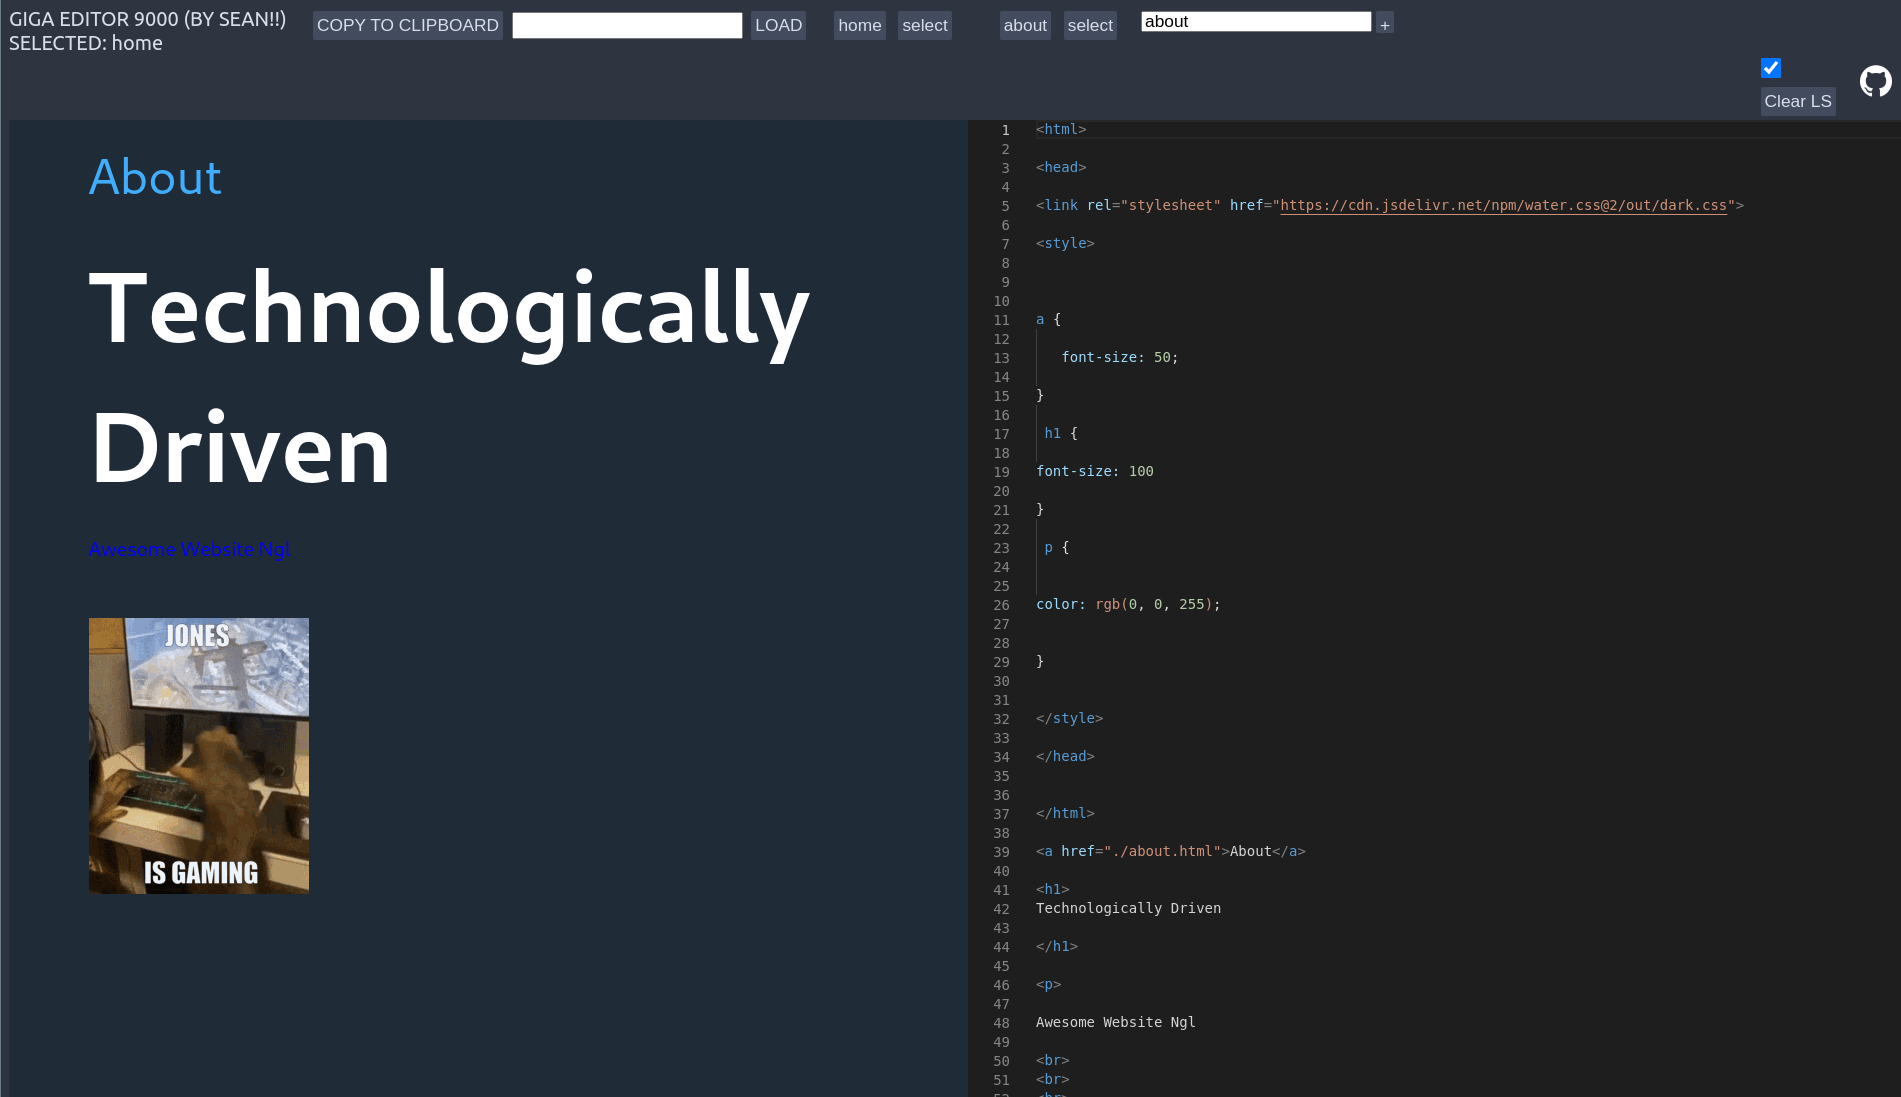 GIGA EDITOR 9000 (BY SEAN!!)
SELECTED: home
COPY TO CLIPBOARD
LOAD
home
select
about
select
about
+
Clear LS
About
Technologically
Driven
Awesome Website Ngl
JONES
IS GAMING
1 <html>
2
3 <head>
4
5 <link rel="stylesheet" href="https://cdn.jsdelivr.net/npm/water.css@2/out/dark.css">
6
7 <style>
8
9
10
11 a {
12
13 font-size: 50;
14
15 }
16
17 h1 {
18
19 font-size: 100
20
21 }
22
23 p {
24
25
26 color: rgb(0, 0, 255);
27
28
29 }
30
31
32 </style>
33
34 </head>
35
36
37 </html>
38
39 <a href="./about.html">About</a>
40
41 <h1>
42 Technologically Driven
43
44 </h1>
45
46 <p>
47
48 Awesome Website Ngl
49
50 <br>
51 <br>
52 <br>